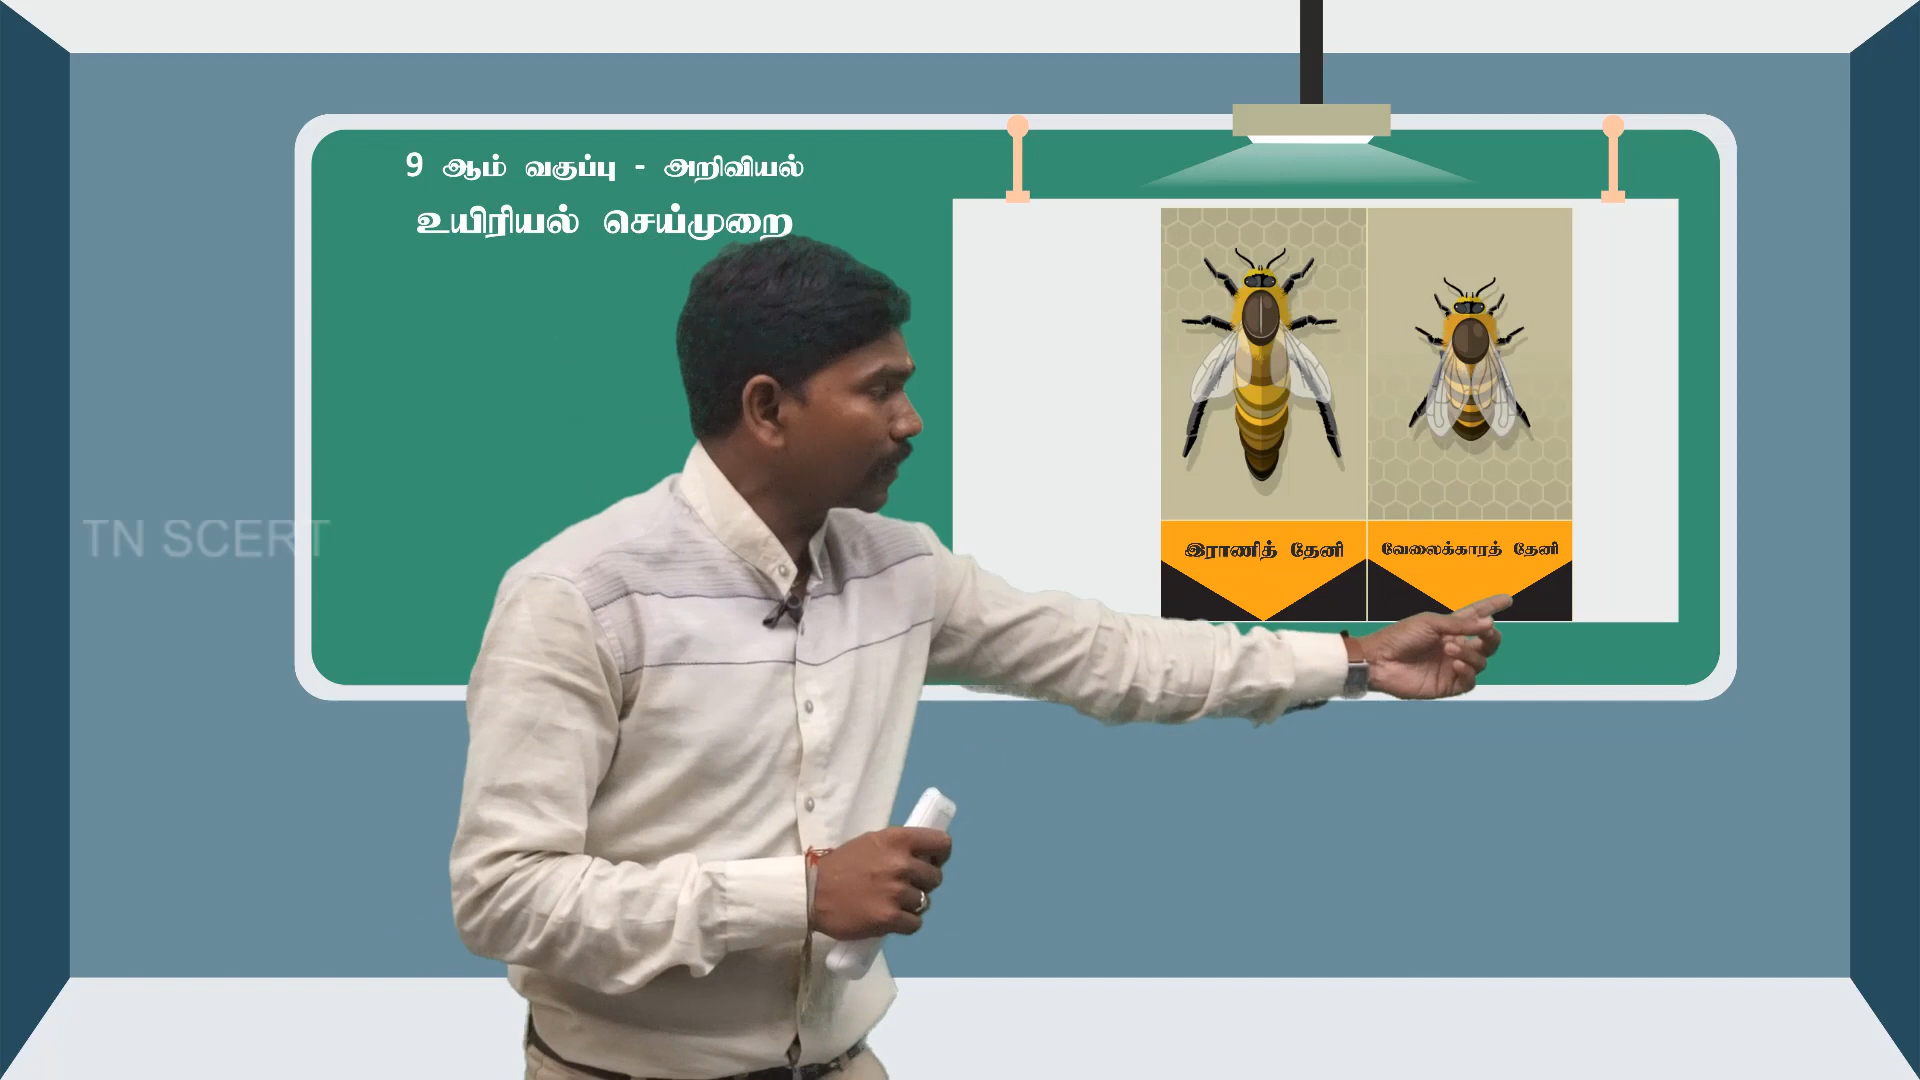 9 ஆம் வகுப்பு - அறிவியல்
உயிரியல் செய்முறை
இராணித் தேனி
வேலைக்காரத் தேனி
TN SCERT